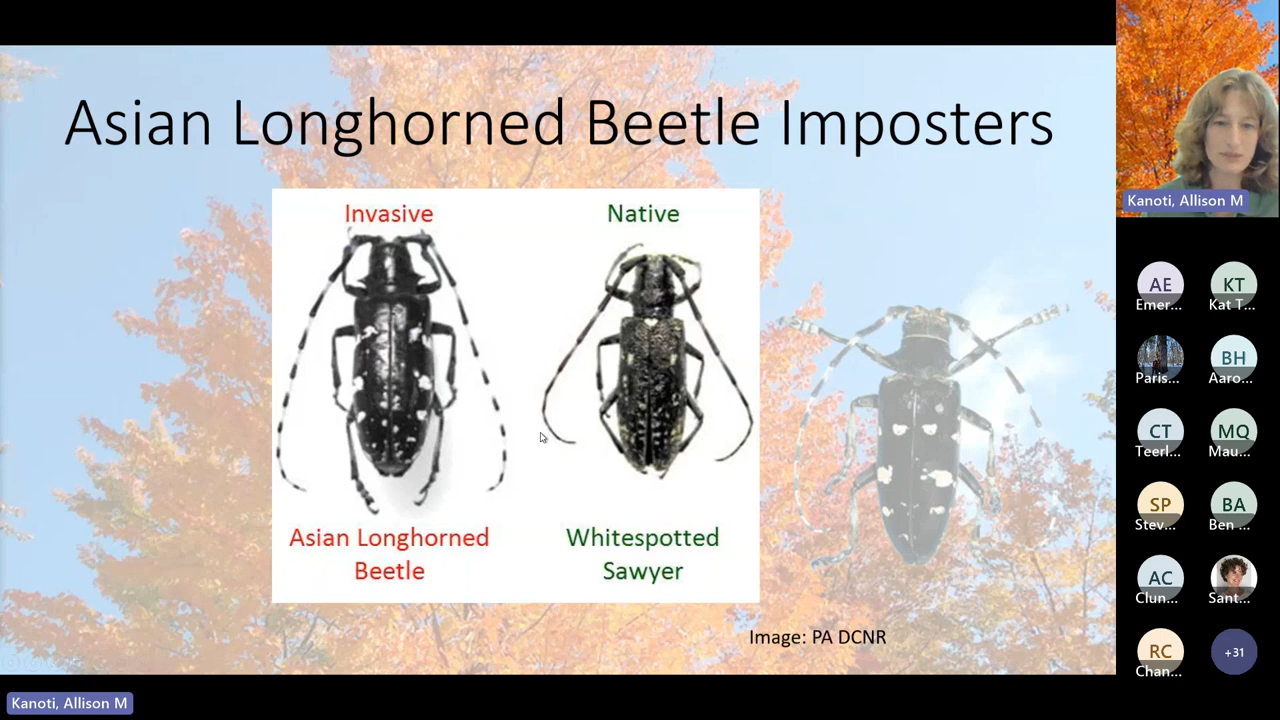 Asian Longhorned Beetle Imposters
Invasive
Native
Asian Longhorned
Beetle
Whitespotted
Sawyer
Image: PA DCNR
Kanoti, Allison M
Kanoti, Allison M
AE
Emer...
KT
Kat T...
Paris...
BH
Aaro...
CT
Teerl...
MQ
Mau...
SP
Stev...
BA
Ben ...
AC
Clun...
Sant...
RC
Chan...
+31